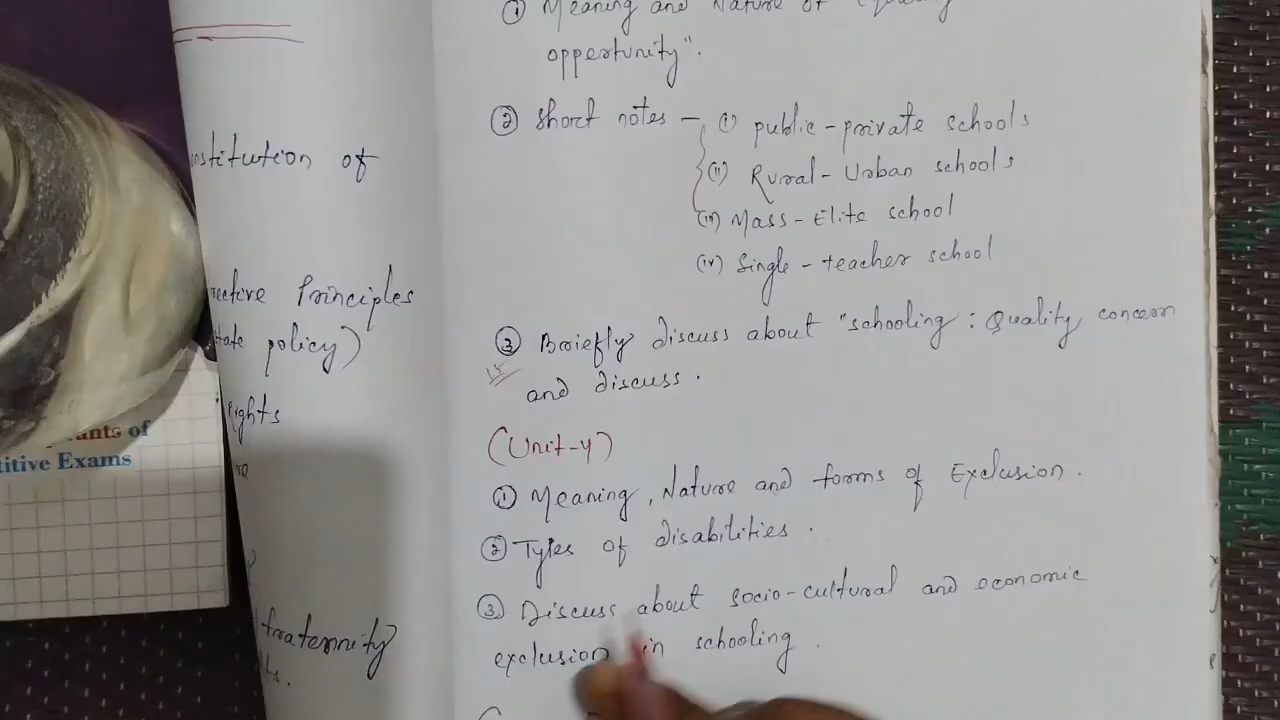 nstitution of
rective Principles
tate policy)
Rights
fraternity
ants of
titive Exams
① Meaning and Nature of
opportunity".
② Short notes – (i) public-private schools
(ii) Rural-Urban schools
(iii) Mass-Elite school
(iv) Single-teacher school
③ Briefly discuss about "schooling: Quality concern
and discuss.
(Unit-4)
① Meaning, Nature and forms of Exclusion.
② Types of disabilities.
③ Discuss about socio-cultural and economic
exclusion in schooling.